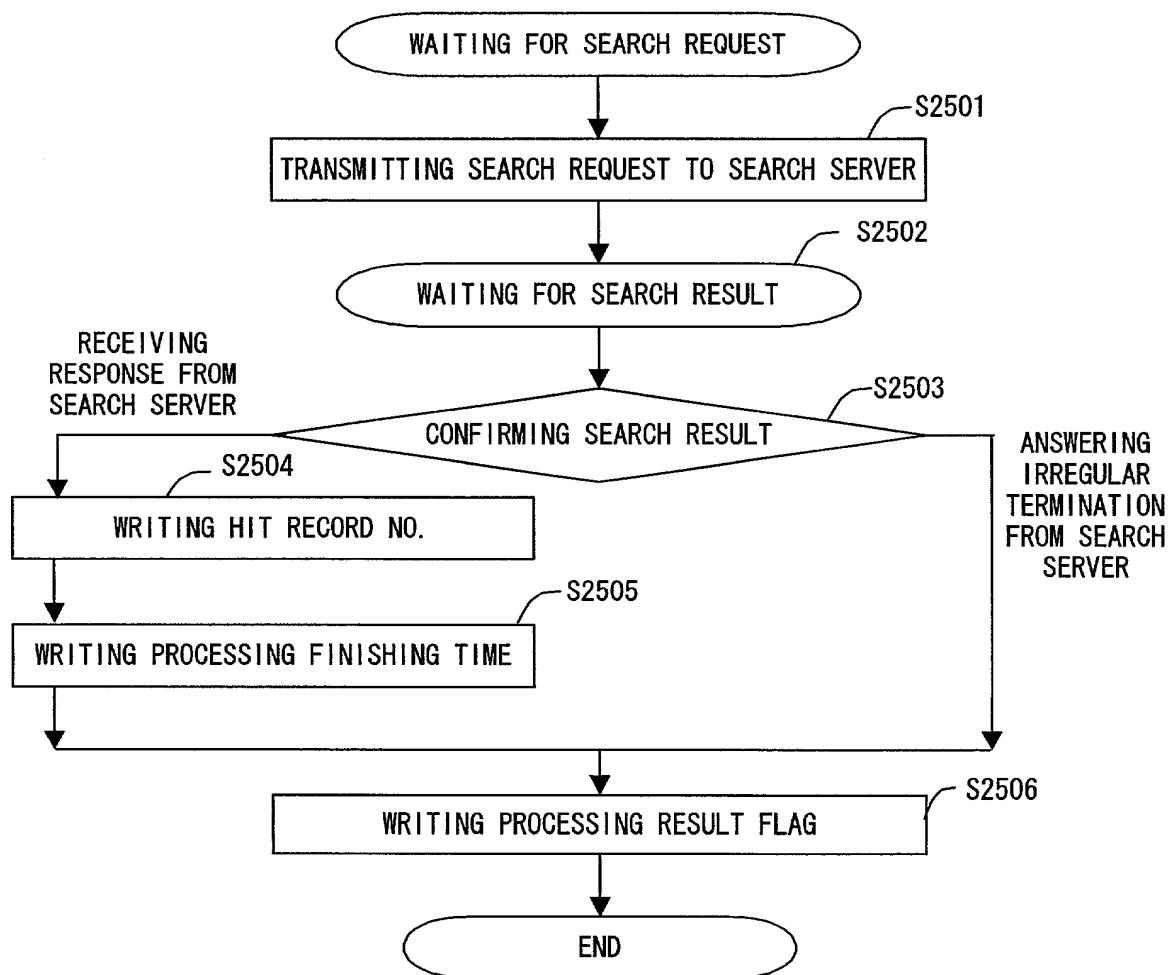 WAITING FOR SEARCH REQUEST
S2501
TRANSMITTING SEARCH REQUEST TO SEARCH SERVER
S2502
WAITING FOR SEARCH RESULT
RECEIVING
RESPONSE FROM
SEARCH SERVER
S2503
CONFIRMING SEARCH RESULT
ANSWERING
IRREGULAR
TERMINATION
FROM SEARCH
SERVER
S2504
WRITING HIT RECORD NO.
S2505
WRITING PROCESSING FINISHING TIME
S2506
WRITING PROCESSING RESULT FLAG
END